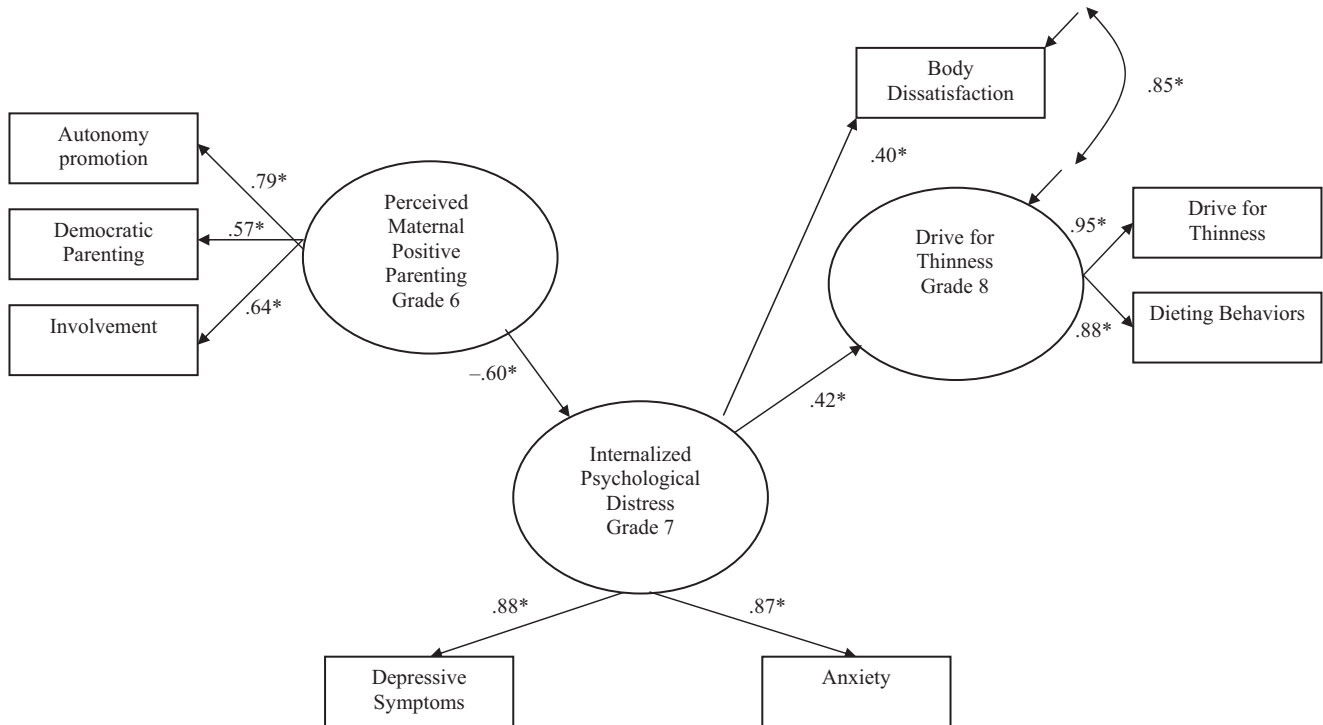 Body
Dissatisfaction
.85*
Autonomy
promotion
.79*
.40*
Democratic
Parenting
.57*
Involvement
.64*
Perceived
Maternal
Positive
Parenting
Grade 6
Drive for
Thinness
Grade 8
.95*
Drive for
Thinness
.88*
Dieting Behaviors
–.60*
.42*
Internalized
Psychological
Distress
Grade 7
.88*
.87*
Depressive
Symptoms
Anxiety